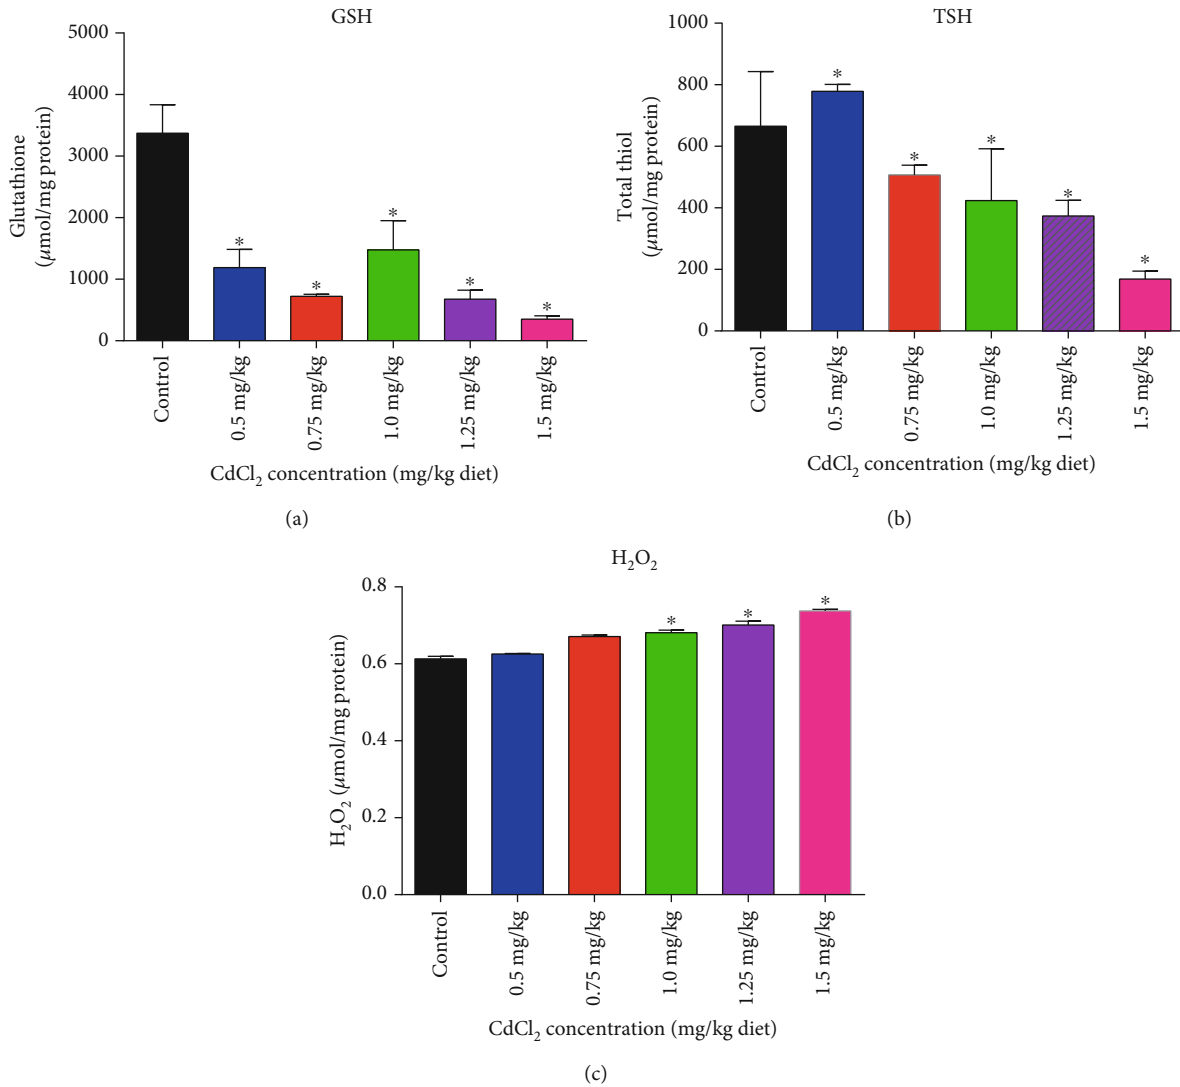 GSH
Glutathione
(μmol/mg protein)
5000
4000
3000
2000
1000
0
*
*
*
*
*
Control
0.5 mg/kg
0.75 mg/kg
1.0 mg/kg
1.25 mg/kg
1.5 mg/kg
CdCl₂ concentration (mg/kg diet)
(a)
TSH
Total thiol
(μmol/mg protein)
1000
800
600
400
200
0
*
*
*
*
*
Control
0.5 mg/kg
0.75 mg/kg
1.0 mg/kg
1.25 mg/kg
1.5 mg/kg
CdCl₂ concentration (mg/kg diet)
(b)
H₂O₂
H₂O₂ (μmol/mg protein)
0.8
0.6
0.4
0.2
0.0
*
*
*
Control
0.5 mg/kg
0.75 mg/kg
1.0 mg/kg
1.25 mg/kg
1.5 mg/kg
CdCl₂ concentration (mg/kg diet)
(c)